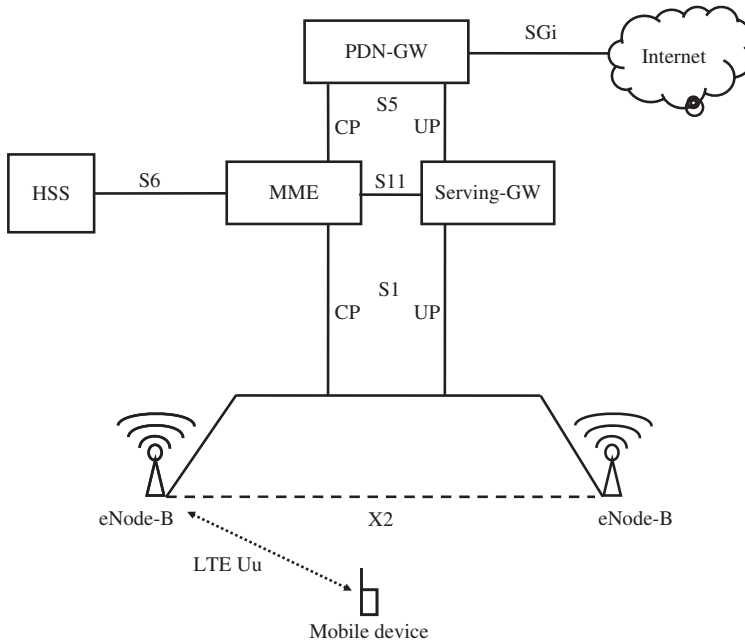 SGi
PDN-GW
Internet
S5
CP
UP
HSS
S6
MME
S11
Serving-GW
S1
CP
UP
eNode-B
X2
eNode-B
LTE Uu
Mobile device